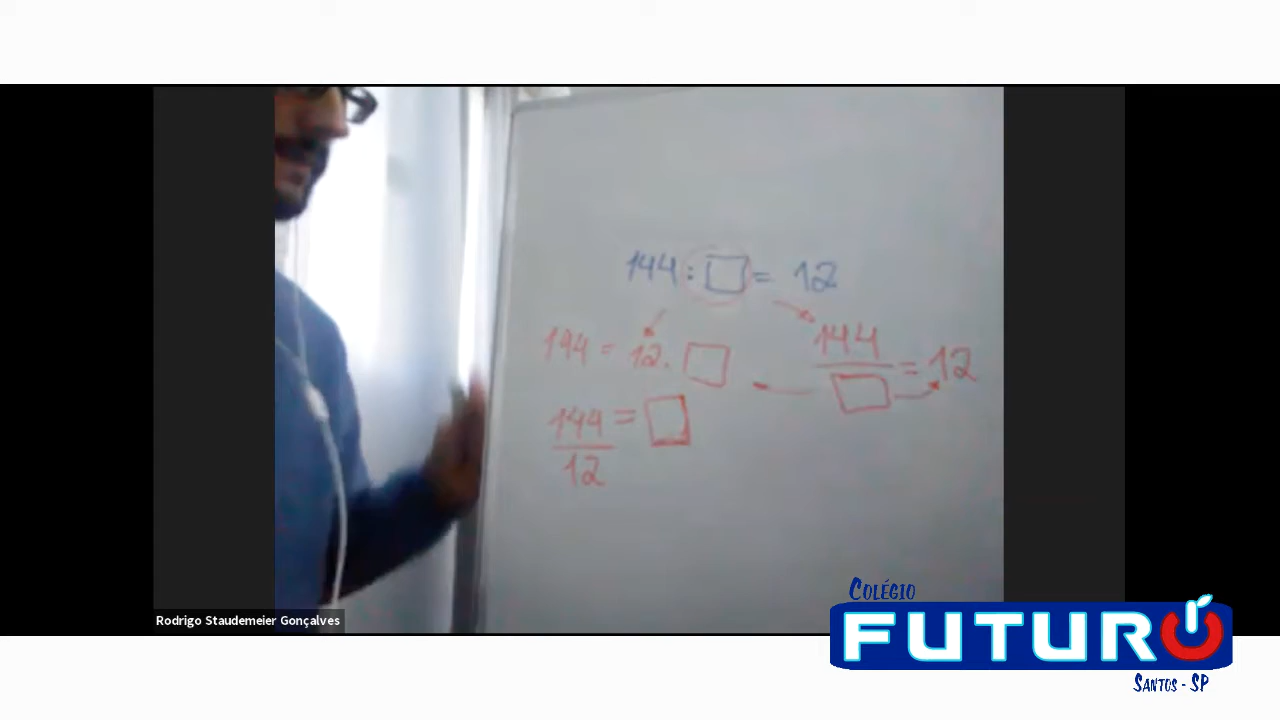 144 : □ = 12
144 = 12 . □
144/□ = 12
144/12 = □
Rodrigo Staudemeier Gonçalves
COLÉGIO
FUTURO
SANTOS - SP